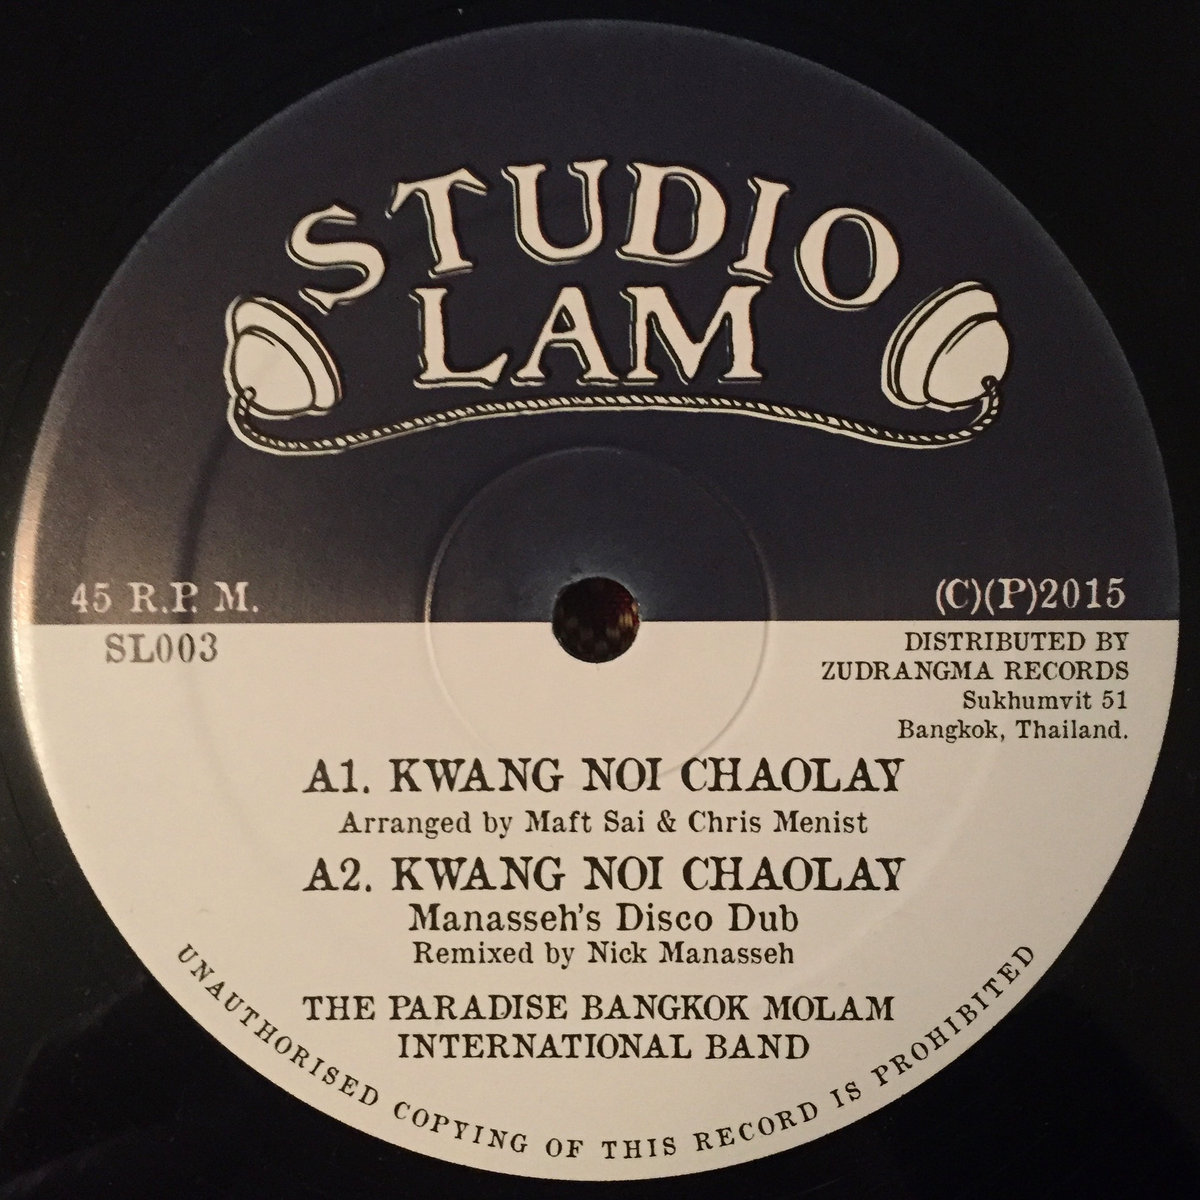 STUDIO
LAM
45 R.P. M.
(C)(P)2015
SL003
DISTRIBUTED BY
ZUDRANGMA RECORDS
Sukhumvit 51
Bangkok, Thailand.
A1. KWANG NOI CHAOLAY
Arranged by Maft Sai & Chris Menist
A2. KWANG NOI CHAOLAY
Manasseh's Disco Dub
Remixed by Nick Manasseh
THE PARADISE BANGKOK MOLAM
INTERNATIONAL BAND
UNAUTHORISED COPYING OF THIS RECORD IS PROHIBITED